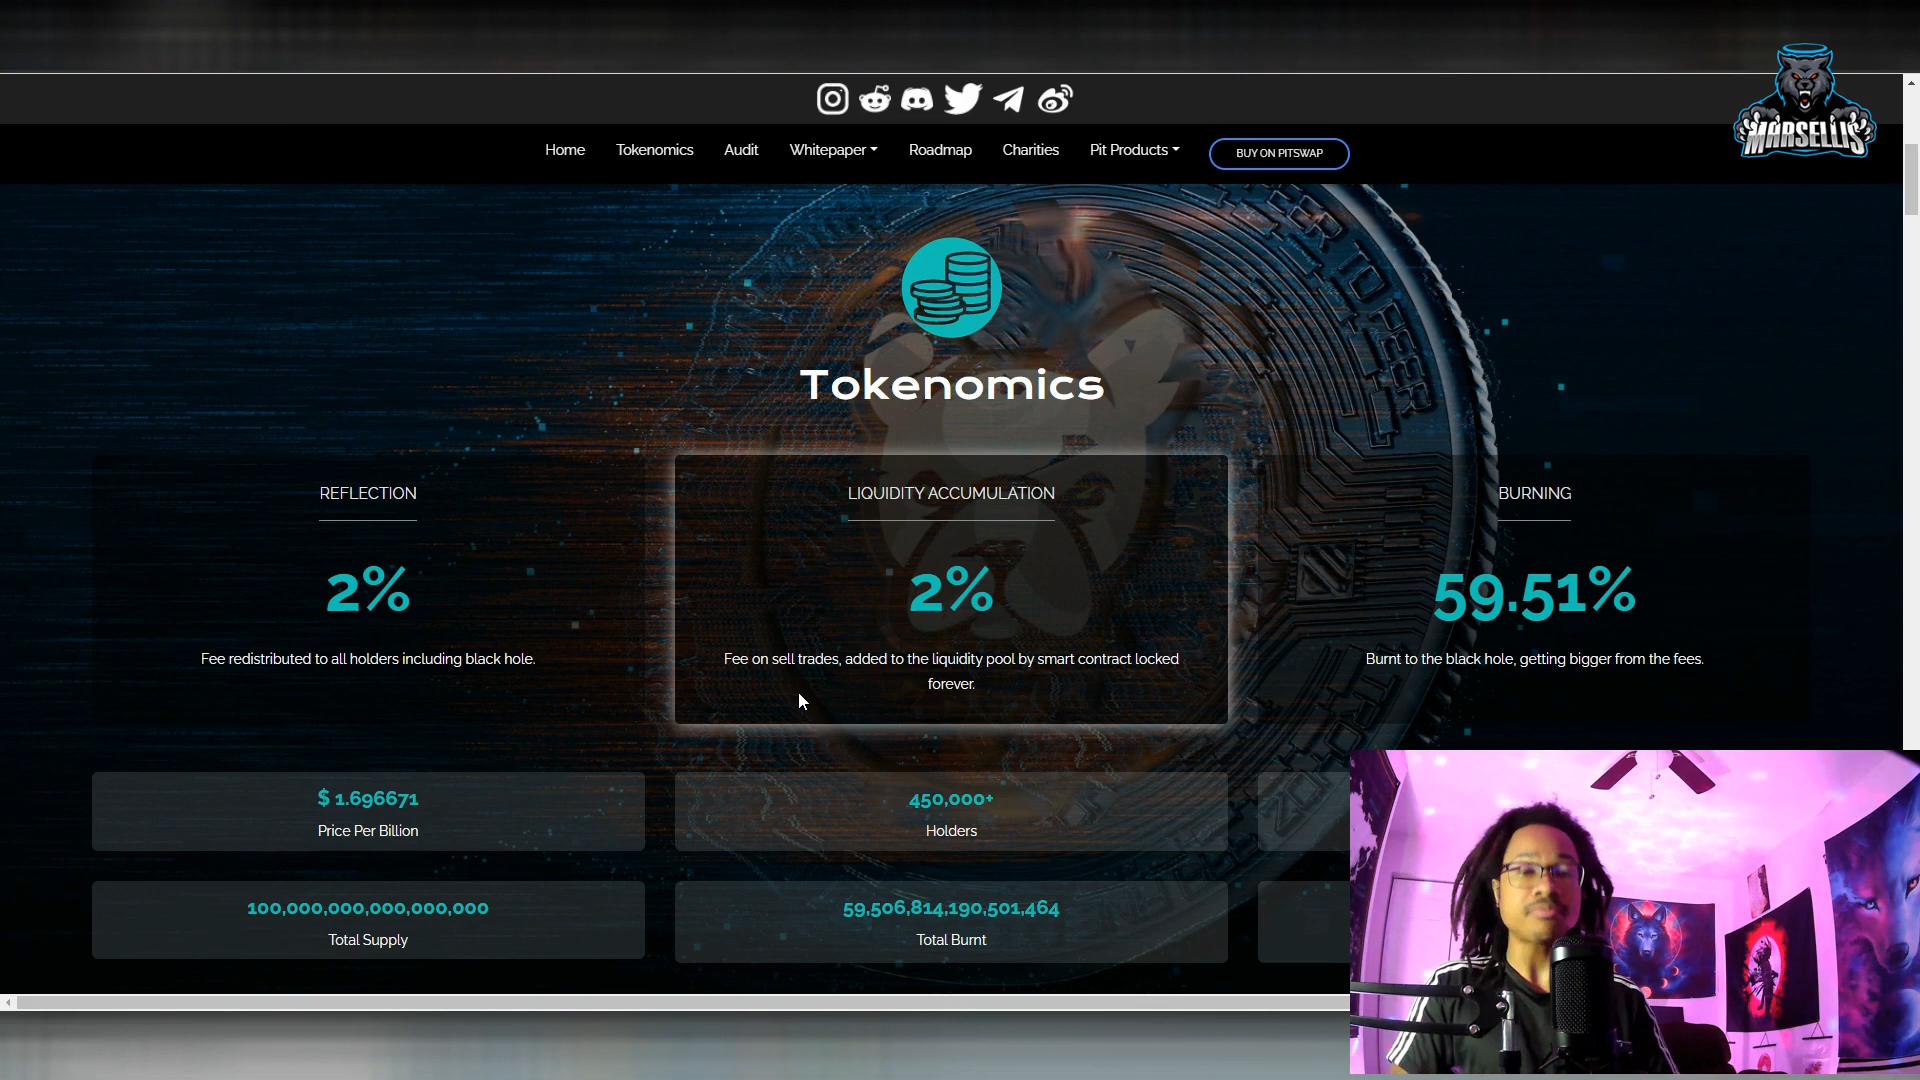 MARSELLIS
Home Tokenomics Audit Whitepaper Roadmap Charities Pit Products BUY ON PITSWAP
Tokenomics
REFLECTION
2%
Fee redistributed to all holders including black hole.
LIQUIDITY ACCUMULATION
2%
Fee on sell trades, added to the liquidity pool by smart contract locked
forever.
BURNING
59.51%
Burnt to the black hole, getting bigger from the fees.
$ 1.696671
Price Per Billion
450,000+
Holders
100,000,000,000,000,000
Total Supply
59,506,814,190,501,464
Total Burnt